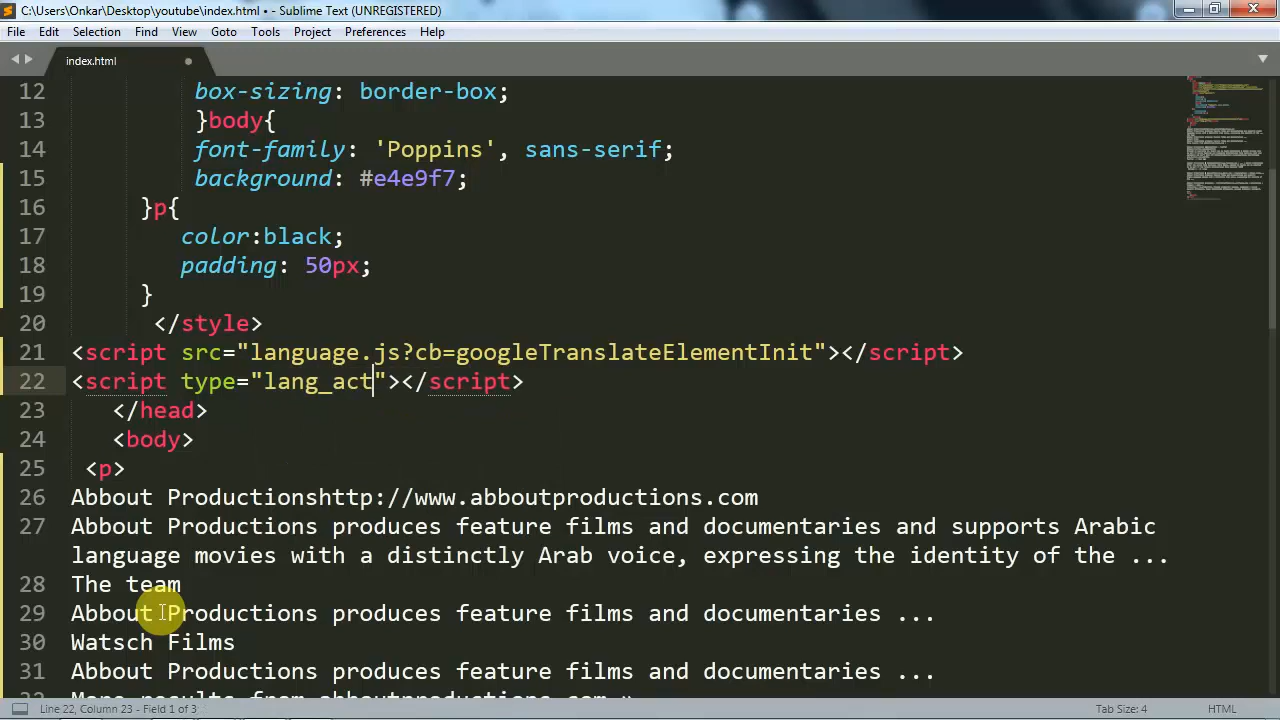 C:\Users\Onkar\Desktop\youtube\index.html • - Sublime Text (UNREGISTERED)
File Edit Selection Find View Goto Tools Project Preferences Help
index.html
12 box-sizing: border-box;
13 }body{
14 font-family: 'Poppins', sans-serif;
15 background: #e4e9f7;
16 }p{
17 color:black;
18 padding: 50px;
19 }
20 </style>
21 <script src="language.js?cb=googleTranslateElementInit"></script>
22 <script type="lang_act"></script>
23 </head>
24 <body>
25 <p>
26 Abbout Productionshttp://www.abboutproductions.com
27 Abbout Productions produces feature films and documentaries and supports Arabic
language movies with a distinctly Arab voice, expressing the identity of the ...
28 The team
29 Abbout Productions produces feature films and documentaries ...
30 Watsch Films
31 Abbout Productions produces feature films and documentaries ...
32 More results from abboutproductions.com »
Line 22, Column 23 - Field 1 of 3 Tab Size: 4 HTML